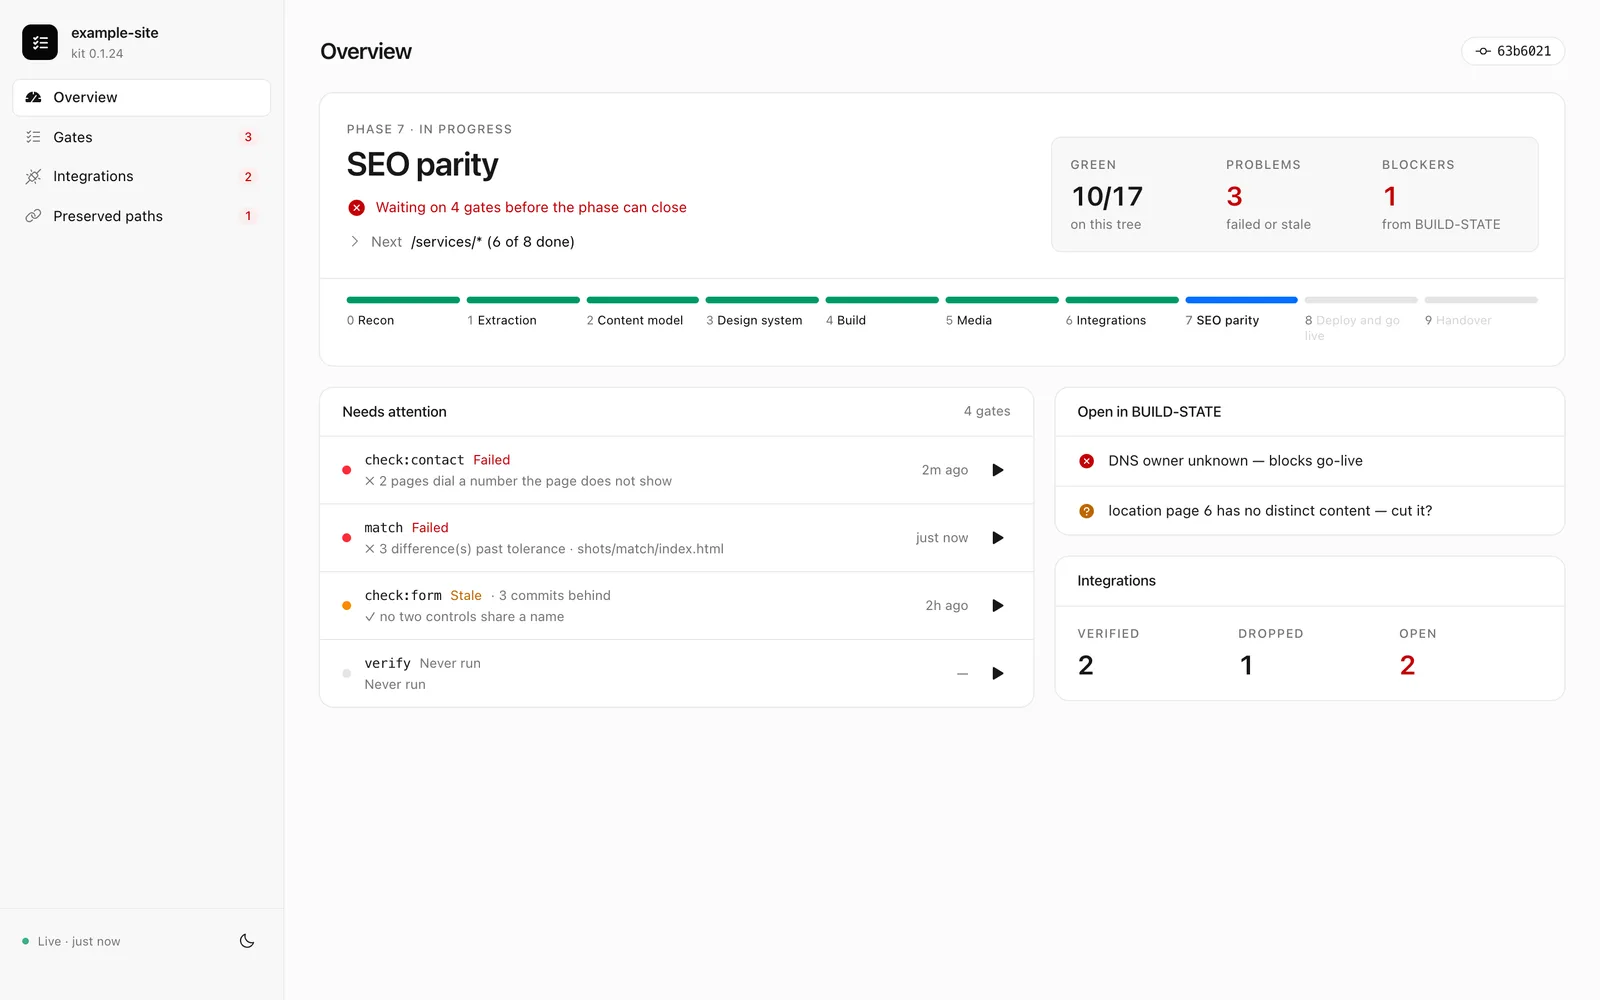 example-site
kit 0.1.24
Overview
Gates 3
Integrations 2
Preserved paths 1
Live · just now
Overview
63b6021
PHASE 7 · IN PROGRESS
SEO parity
Waiting on 4 gates before the phase can close
Next /services/* (6 of 8 done)
GREEN
10/17
on this tree
PROBLEMS
3
failed or stale
BLOCKERS
1
from BUILD-STATE
0 Recon
1 Extraction
2 Content model
3 Design system
4 Build
5 Media
6 Integrations
7 SEO parity
8 Deploy and go
live
9 Handover
Needs attention
4 gates
check:contact Failed
✕ 2 pages dial a number the page does not show
2m ago
match Failed
✕ 3 difference(s) past tolerance · shots/match/index.html
just now
check:form Stale · 3 commits behind
✓ no two controls share a name
2h ago
verify Never run
Never run
—
Open in BUILD-STATE
DNS owner unknown — blocks go-live
location page 6 has no distinct content — cut it?
Integrations
VERIFIED
2
DROPPED
1
OPEN
2